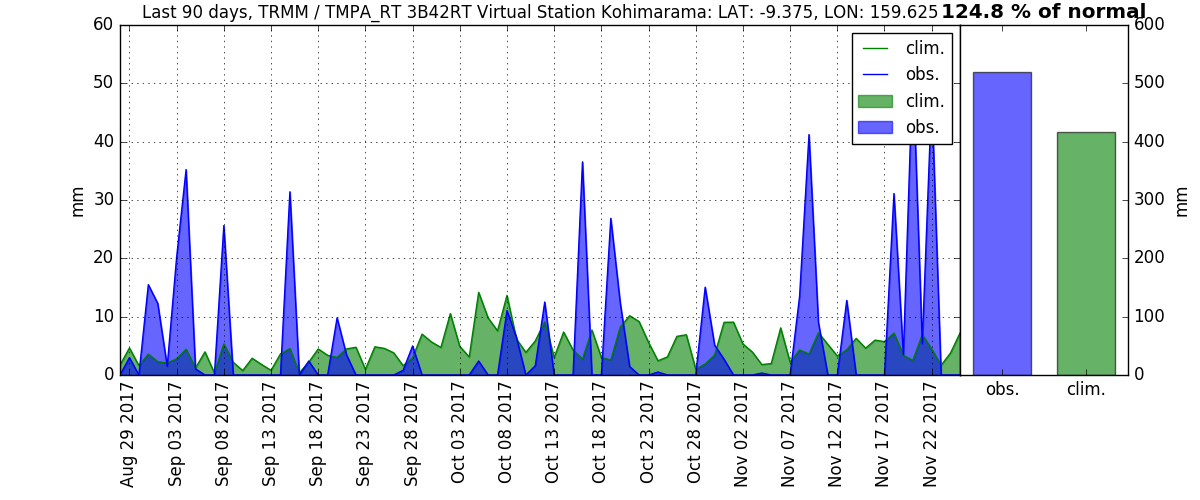 Last 90 days, TRMM / TMPA_RT 3B42RT Virtual Station Kohimarama: LAT: -9.375, LON: 159.625
124.8 % of normal
60
50
40
30
20
10
0
mm
clim.
obs.
clim.
obs.
600
500
400
300
200
100
0
mm
Aug 29 2017
Sep 03 2017
Sep 08 2017
Sep 13 2017
Sep 18 2017
Sep 23 2017
Sep 28 2017
Oct 03 2017
Oct 08 2017
Oct 13 2017
Oct 18 2017
Oct 23 2017
Oct 28 2017
Nov 02 2017
Nov 07 2017
Nov 12 2017
Nov 17 2017
Nov 22 2017
obs.
clim.